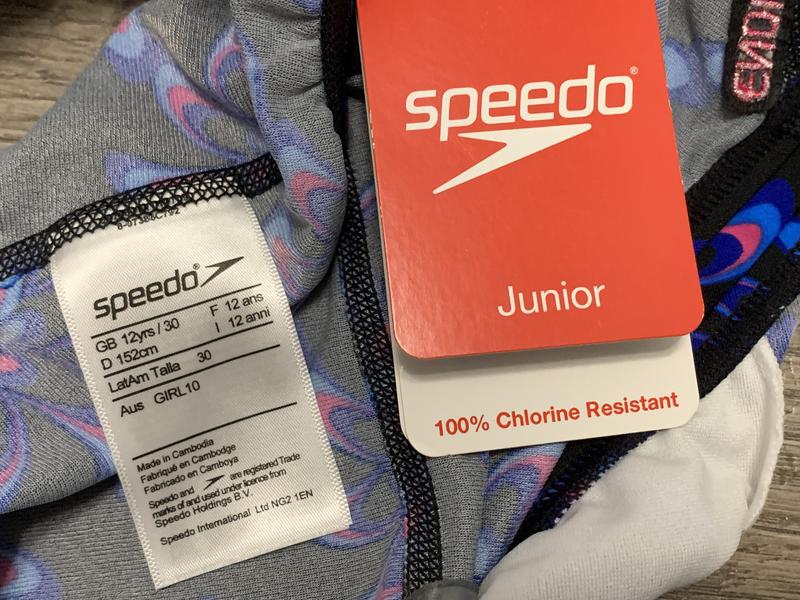 speedo®
GB 12yrs / 30 F 12 ans
D 152cm I 12 anni
LatAm Talla 30
Aus GIRL10
Made in Cambodia
Fabriqué en Cambodge
Fabricado en Camboya
Speedo and are registered Trade
marks of and used under licence from
Speedo Holdings B.V.
Speedo International Ltd NG2 1EN
speedo®
Junior
100% Chlorine Resistant